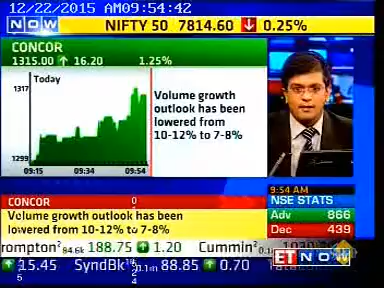 12/22/2015 AM09:54:42
NOW NIFTY 50 7814.60 0.25%
CONCOR
1315.00 16.20 1.25%
Today
1317
1299
09:15 09:34 09:54
Volume growth
outlook has been
lowered from
10-12% to 7-8%
9:54 AM
CONCOR
Volume growth outlook has been
lowered from 10-12% to 7-8%
NSE STATS
Adv 866
Dec 439
rompton² 84.6k 188.75 1.20 Cummin²
15.45 SyndBk 88.85 0.70
ET NOW